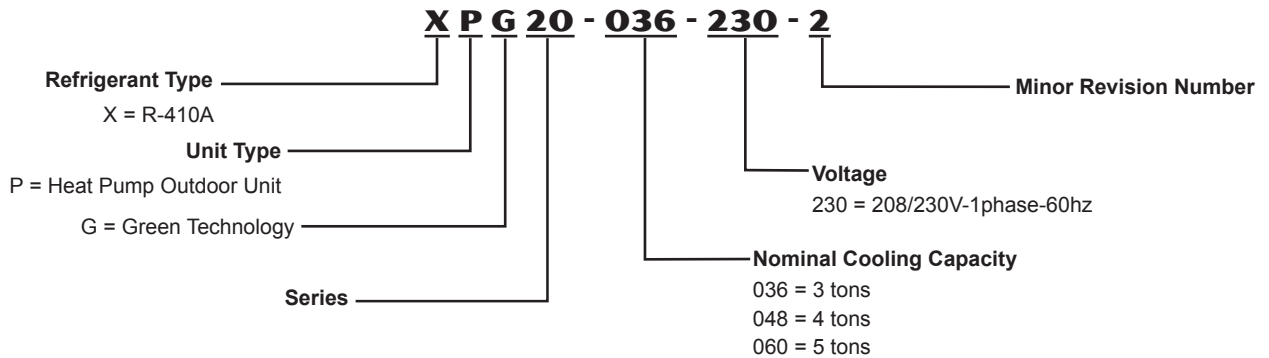 XPG20-036-230-2
Refrigerant Type
X = R-410A
Unit Type
P = Heat Pump Outdoor Unit
G = Green Technology
Series
Minor Revision Number
Voltage
230 = 208/230V-1phase-60hz
Nominal Cooling Capacity
036 = 3 tons
048 = 4 tons
060 = 5 tons